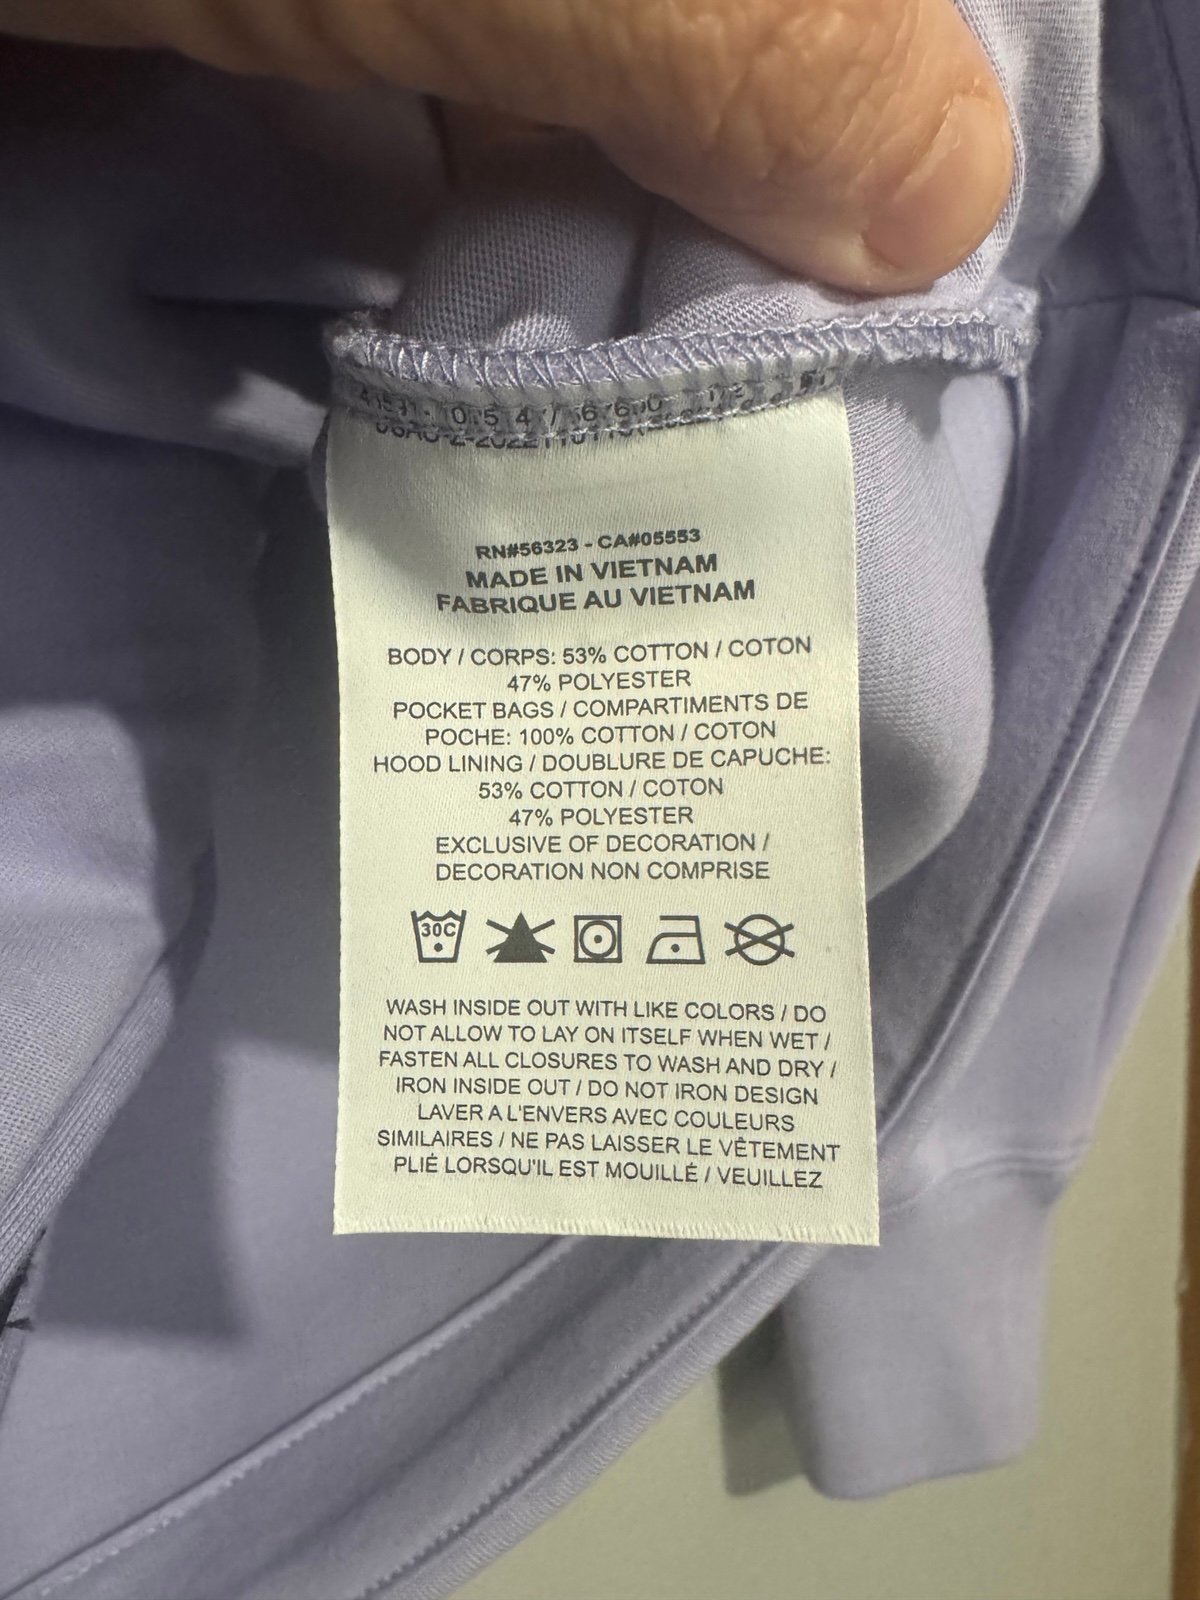 RN#56323 - CA#05553
MADE IN VIETNAM
FABRIQUE AU VIETNAM
BODY / CORPS: 53% COTTON / COTON
47% POLYESTER
POCKET BAGS / COMPARTIMENTS DE
POCHE: 100% COTTON / COTON
HOOD LINING / DOUBLURE DE CAPUCHE:
53% COTTON / COTON
47% POLYESTER
EXCLUSIVE OF DECORATION /
DECORATION NON COMPRISE
30C
WASH INSIDE OUT WITH LIKE COLORS / DO
NOT ALLOW TO LAY ON ITSELF WHEN WET /
FASTEN ALL CLOSURES TO WASH AND DRY /
IRON INSIDE OUT / DO NOT IRON DESIGN
LAVER A L'ENVERS AVEC COULEURS
SIMILAIRES / NE PAS LAISSER LE VÊTEMENT
PLIÉ LORSQU'IL EST MOUILLÉ / VEUILLEZ